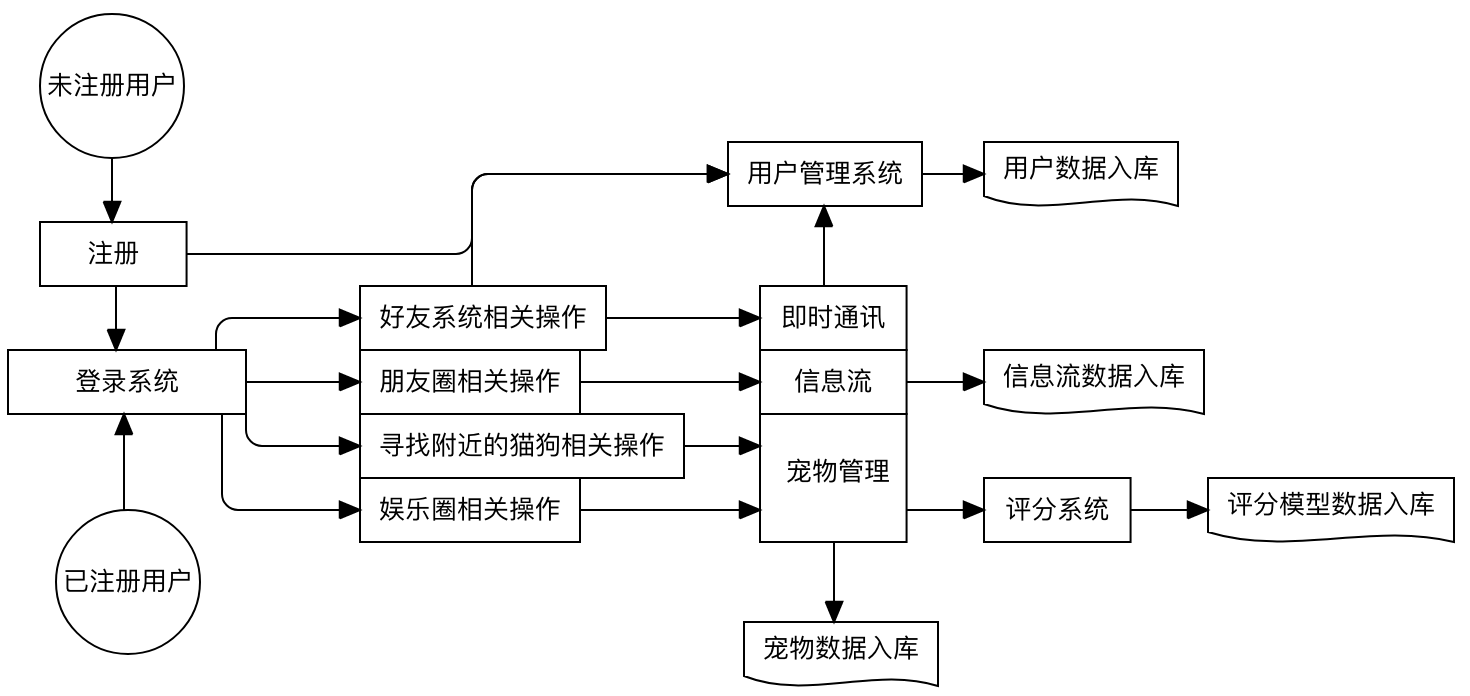 未注册用户
用户管理系统
用户数据入库
注册
好友系统相关操作
即时通讯
登录系统
朋友圈相关操作
信息流
信息流数据入库
寻找附近的猫狗相关操作
宠物管理
娱乐圈相关操作
评分系统
评分模型数据入库
已注册用户
宠物数据入库